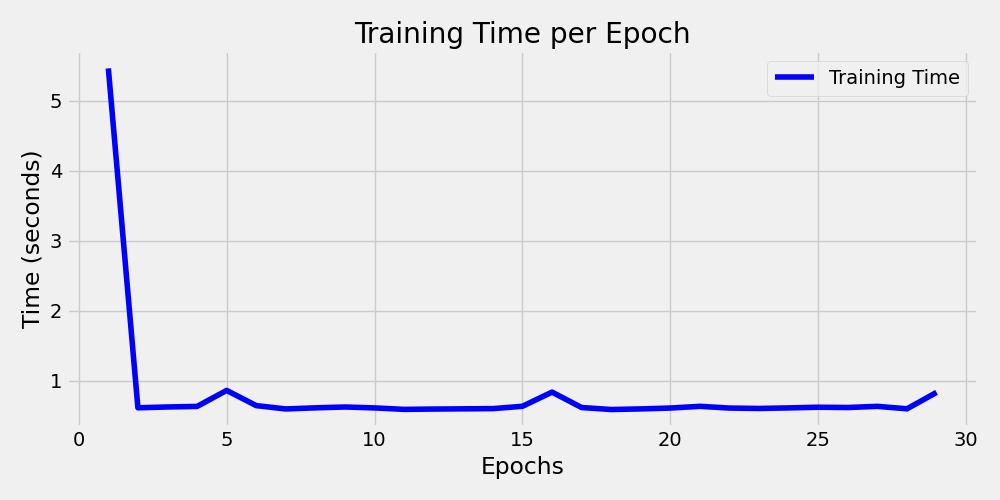 Training Time per Epoch
Training Time
Time (seconds)
5
4
3
2
1
0 5 10 15 20 25 30
Epochs